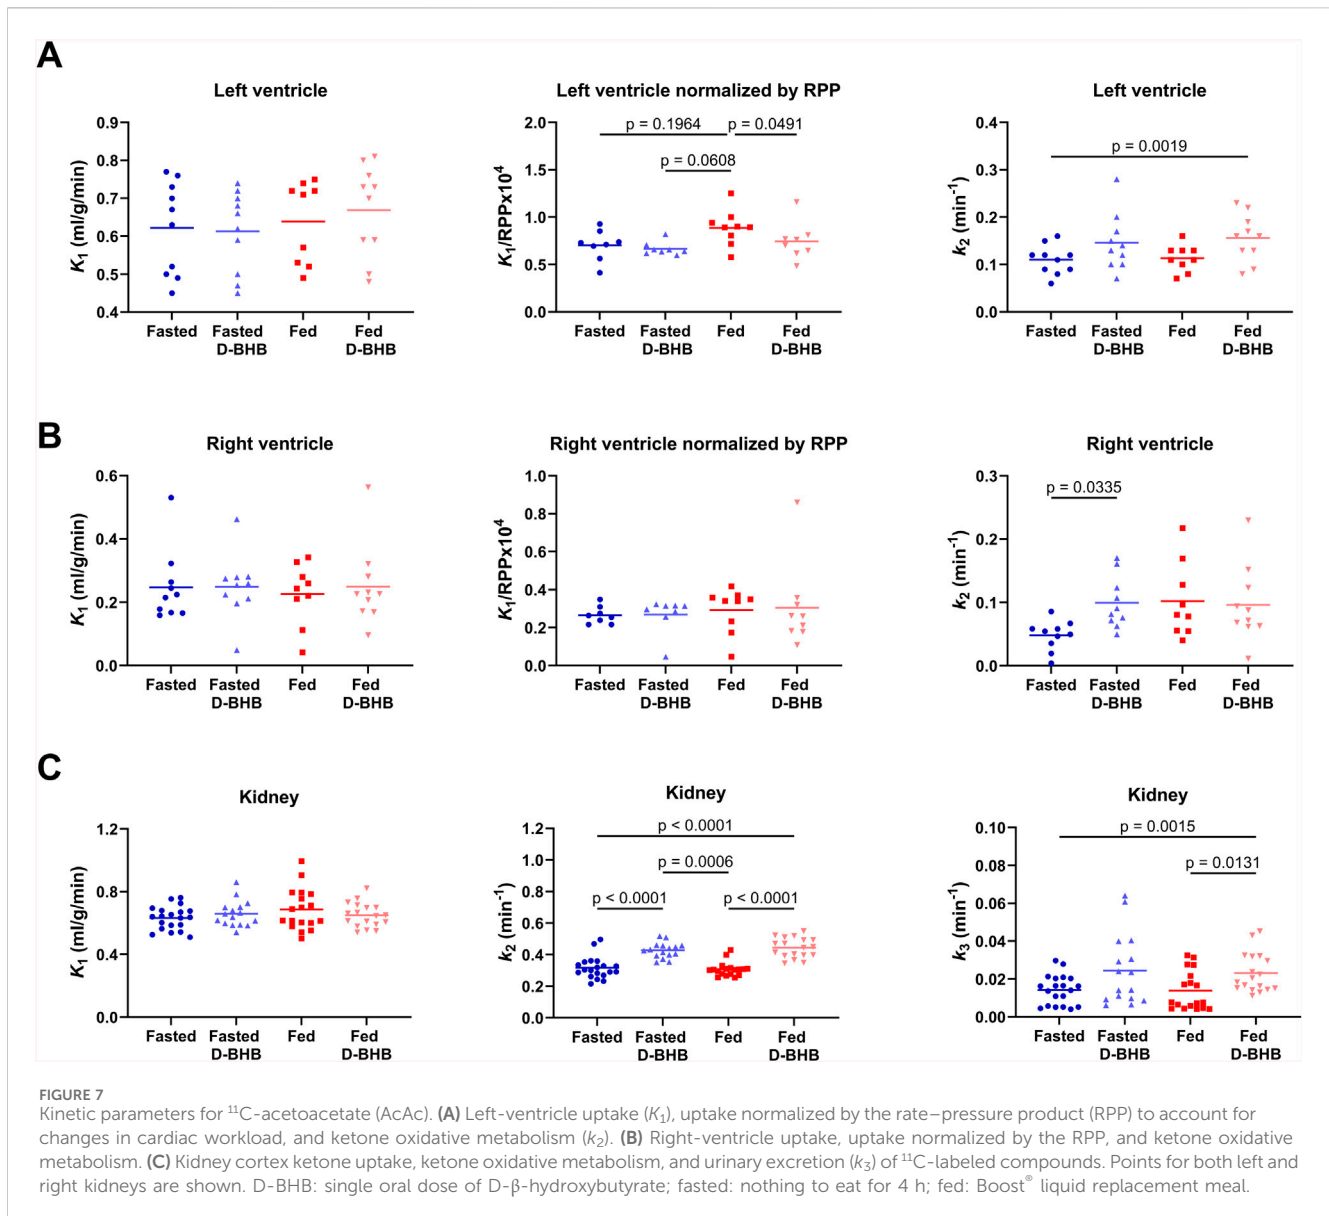 A
Left ventricle
K1 (ml/g/min)
0.9
0.8
0.7
0.6
0.5
0.4
Fasted
Fasted D-BHB
Fed
Fed D-BHB
Left ventricle normalized by RPP
K1/RPPx10⁴
2.0
1.5
1.0
0.5
0.0
p = 0.1964
p = 0.0491
p = 0.0608
Fasted
Fasted D-BHB
Fed
Fed D-BHB
Left ventricle
k2 (min⁻¹)
0.4
0.3
0.2
0.1
0.0
p = 0.0019
Fasted
Fasted D-BHB
Fed
Fed D-BHB
B
Right ventricle
K1 (ml/g/min)
0.6
0.4
0.2
0.0
Fasted
Fasted D-BHB
Fed
Fed D-BHB
Right ventricle normalized by RPP
K1/RPPx10⁴
1.0
0.8
0.6
0.4
0.2
0.0
Fasted
Fasted D-BHB
Fed
Fed D-BHB
Right ventricle
k2 (min⁻¹)
0.3
0.2
0.1
0.0
p = 0.0335
Fasted
Fasted D-BHB
Fed
Fed D-BHB
C
Kidney
K1 (ml/g/min)
1.2
0.8
0.4
0.0
Fasted
Fasted D-BHB
Fed
Fed D-BHB
Kidney
k2 (min⁻¹)
1.2
1.0
0.8
0.6
0.4
0.2
0.0
p < 0.0001
p = 0.0006
p < 0.0001
p < 0.0001
Fasted
Fasted D-BHB
Fed
Fed D-BHB
Kidney
k3 (min⁻¹)
0.10
0.08
0.06
0.04
0.02
0.00
p = 0.0015
p = 0.0131
Fasted
Fasted D-BHB
Fed
Fed D-BHB
FIGURE 7
Kinetic parameters for ¹¹C-acetoacetate (AcAc). (A) Left-ventricle uptake (K1), uptake normalized by the rate–pressure product (RPP) to account for
changes in cardiac workload, and ketone oxidative metabolism (k2). (B) Right-ventricle uptake, uptake normalized by the RPP, and ketone oxidative
metabolism. (C) Kidney cortex ketone uptake, ketone oxidative metabolism, and urinary excretion (k3) of ¹¹C-labeled compounds. Points for both left and
right kidneys are shown. D-BHB: single oral dose of D-β-hydroxybutyrate; fasted: nothing to eat for 4 h; fed: Boost® liquid replacement meal.